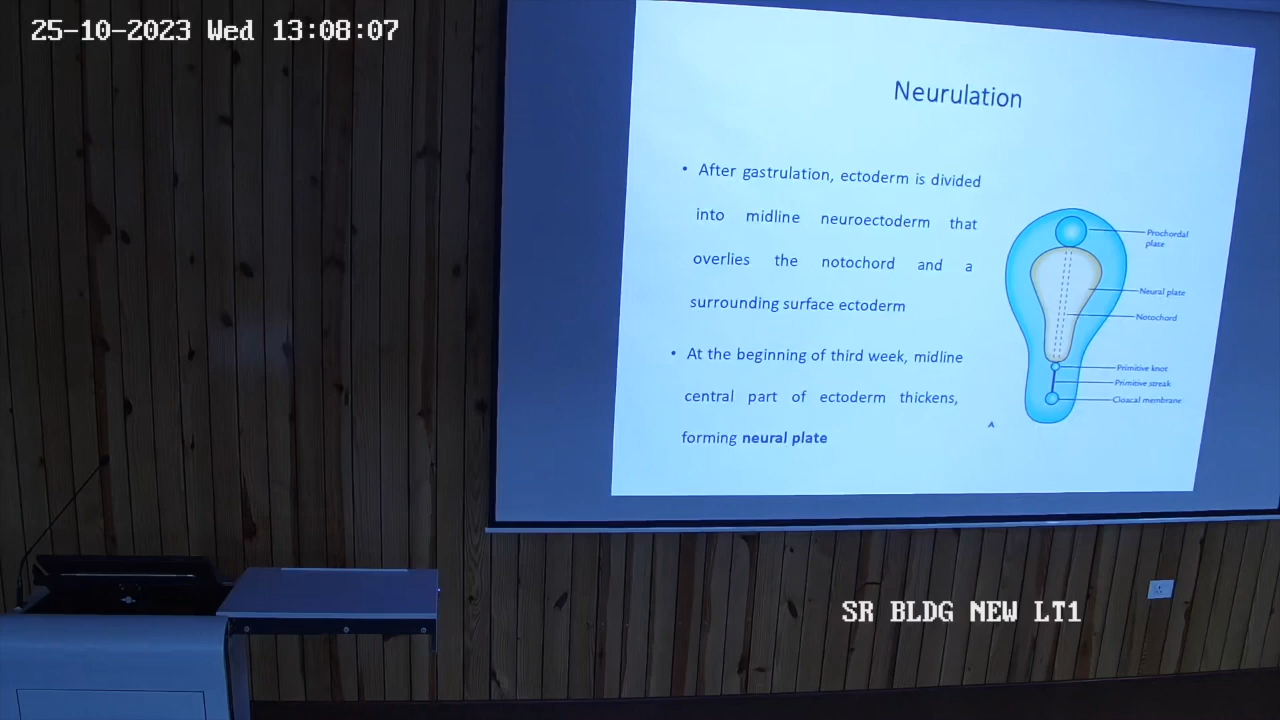 25-10-2023 Wed 13:08:07
Neurulation
• After gastrulation, ectoderm is divided
into midline neuroectoderm that
overlies the notochord and a
surrounding surface ectoderm
• At the beginning of third week, midline
central part of ectoderm thickens,
forming neural plate
Prochordal
plate
Neural plate
Notochord
Primitive knot
Primitive streak
Cloacal membrane
A
SR BLDG NEW LT1